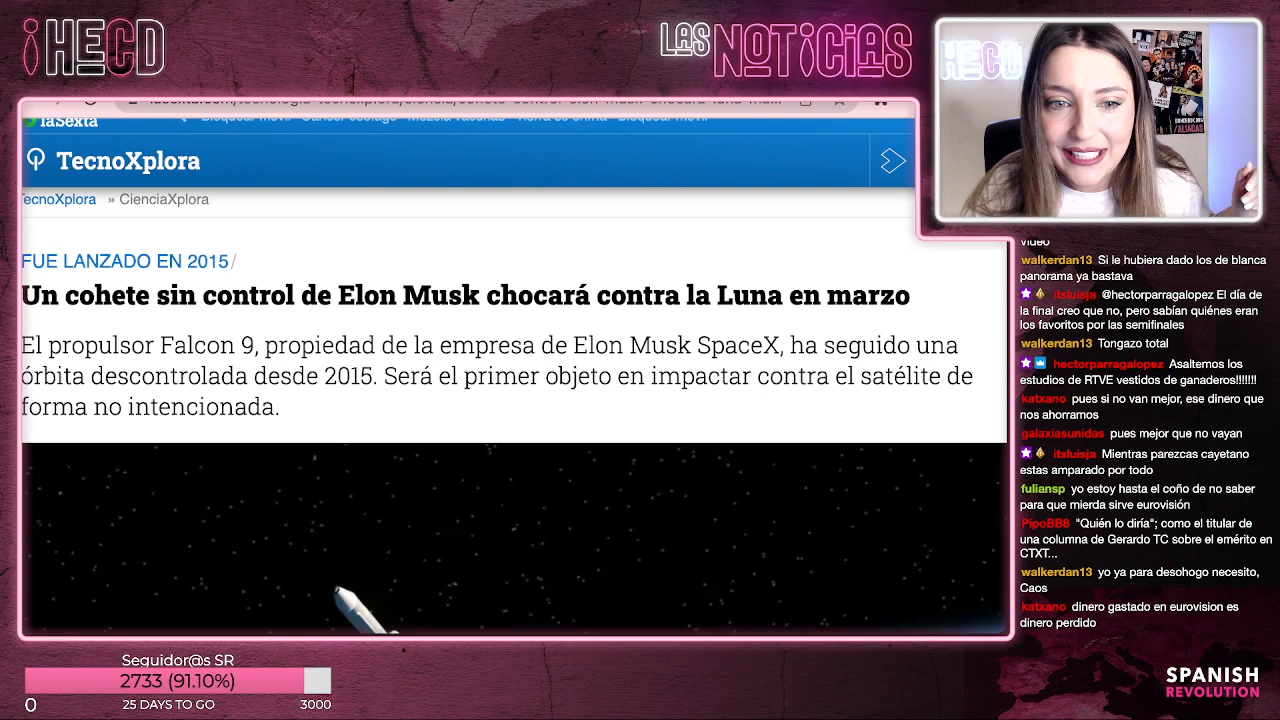 ¡HECD
LAS NOTICIAS
HECD
laSexta
TecnoXplora
TecnoXplora » CienciaXplora
FUE LANZADO EN 2015/
Un cohete sin control de Elon Musk chocará contra la Luna en marzo
El propulsor Falcon 9, propiedad de la empresa de Elon Musk SpaceX, ha seguido una
órbita descontrolada desde 2015. Será el primer objeto en impactar contra el satélite de
forma no intencionada.
video
walkerdan13 Si le hubiera dado los de blanca
panorama ya bastava
itsluisja @hectorparragalopez El día de
la final creo que no, pero sabían quiénes eran
los favoritos por las semifinales
walkerdan13 Tongazo total
hectorparragalopez Asaltemos los
estudios de RTVE vestidos de ganaderos!!!!!!!
katxano pues si no van mejor, ese dinero que
nos ahorramos
galaxiasunidas pues mejor que no vayan
itsluisja Mientras parezcas cayetano
estas amparado por todo
fuliansp yo estoy hasta el coño de no saber
para que mierda sirve eurovisión
PipoBB8 "Quién lo diría"; como el titular de
una columna de Gerardo TC sobre el emérito en
CTXT...
walkerdan13 yo ya para desohogo necesito,
Caos
katxano dinero gastado en eurovision es
dinero perdido
Seguidor@s SR
2733 (91.10%)
0 25 DAYS TO GO 3000
SPANISH
REVOLUTION